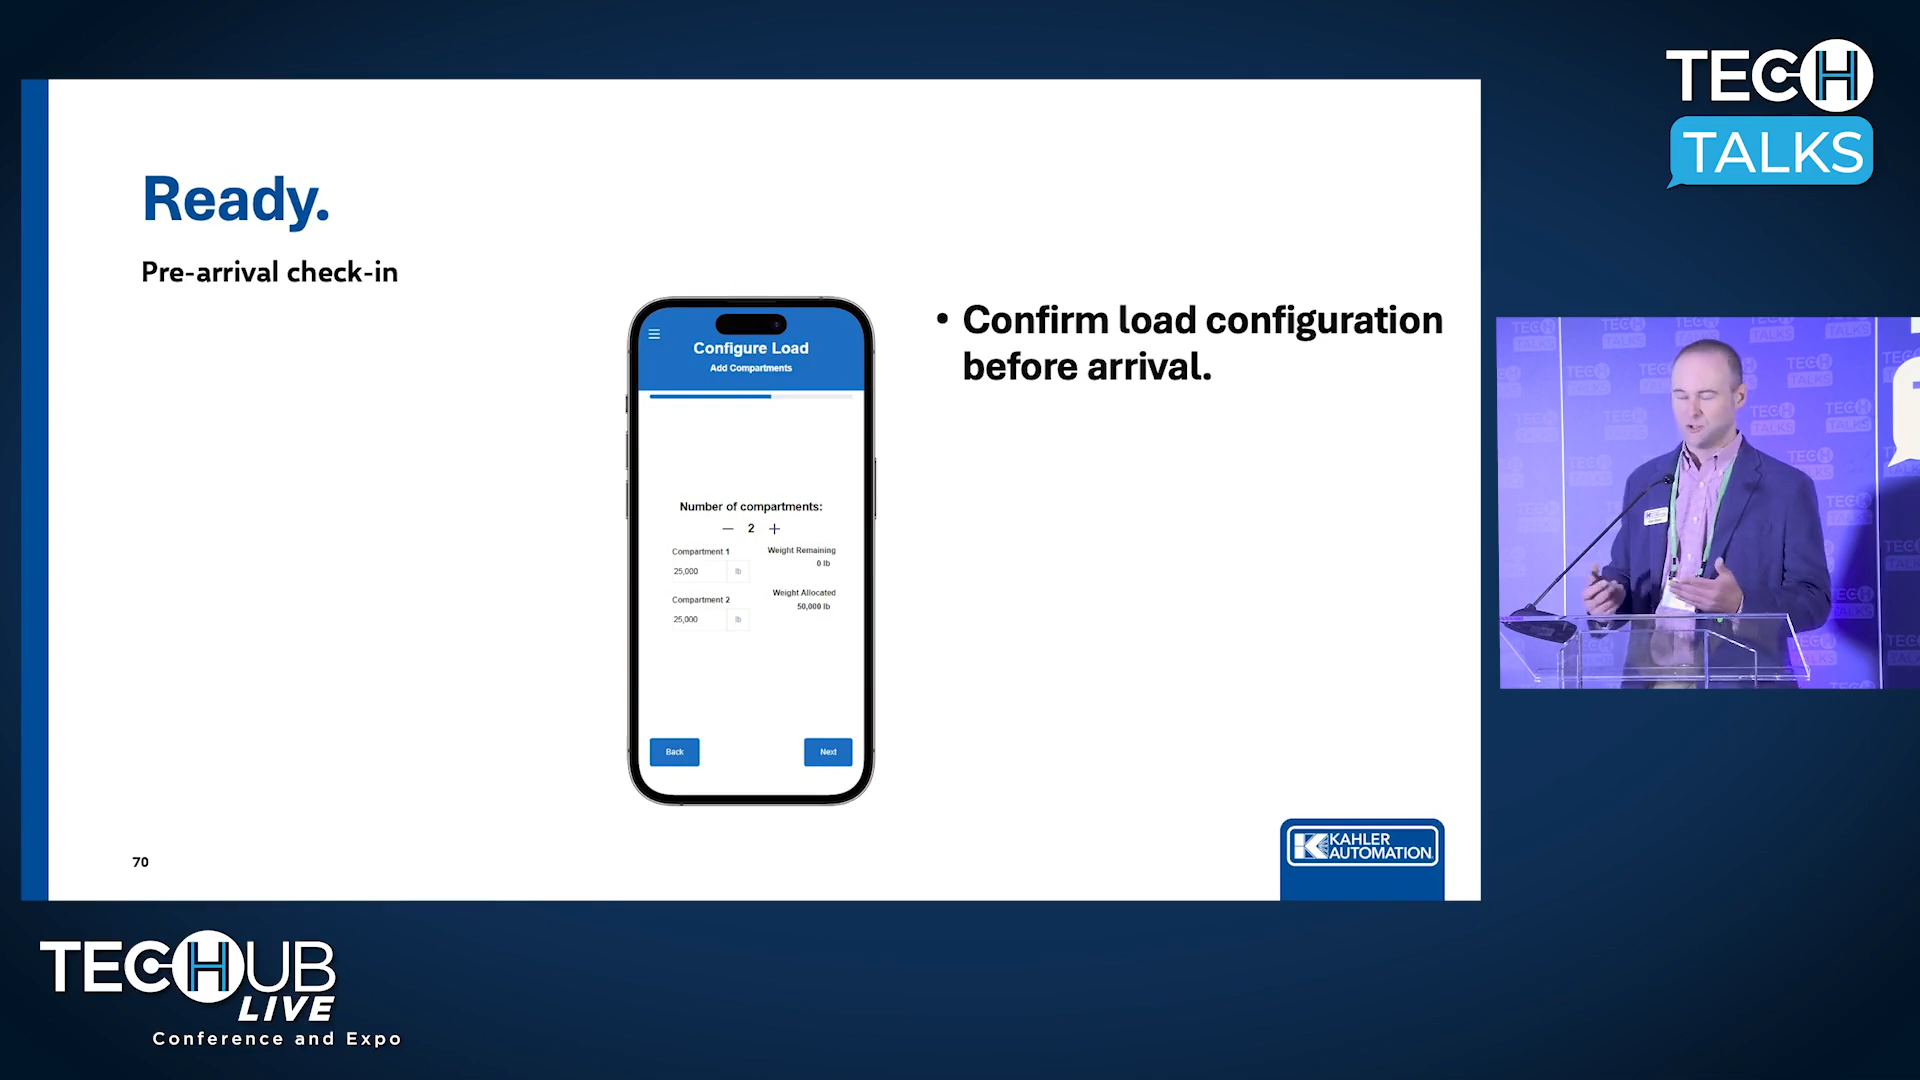 TECH
TALKS
Ready.
Pre-arrival check-in
Configure Load
Add Compartments
Number of compartments:
— 2 +
Compartment 1
25,000 lb
Weight Remaining
0 lb
Compartment 2
25,000 lb
Weight Allocated
50,000 lb
Back
Next
• Confirm load configuration
before arrival.
70
KAHLER
AUTOMATION
TECHUB
LIVE
Conference and Expo
TECH
TALKS